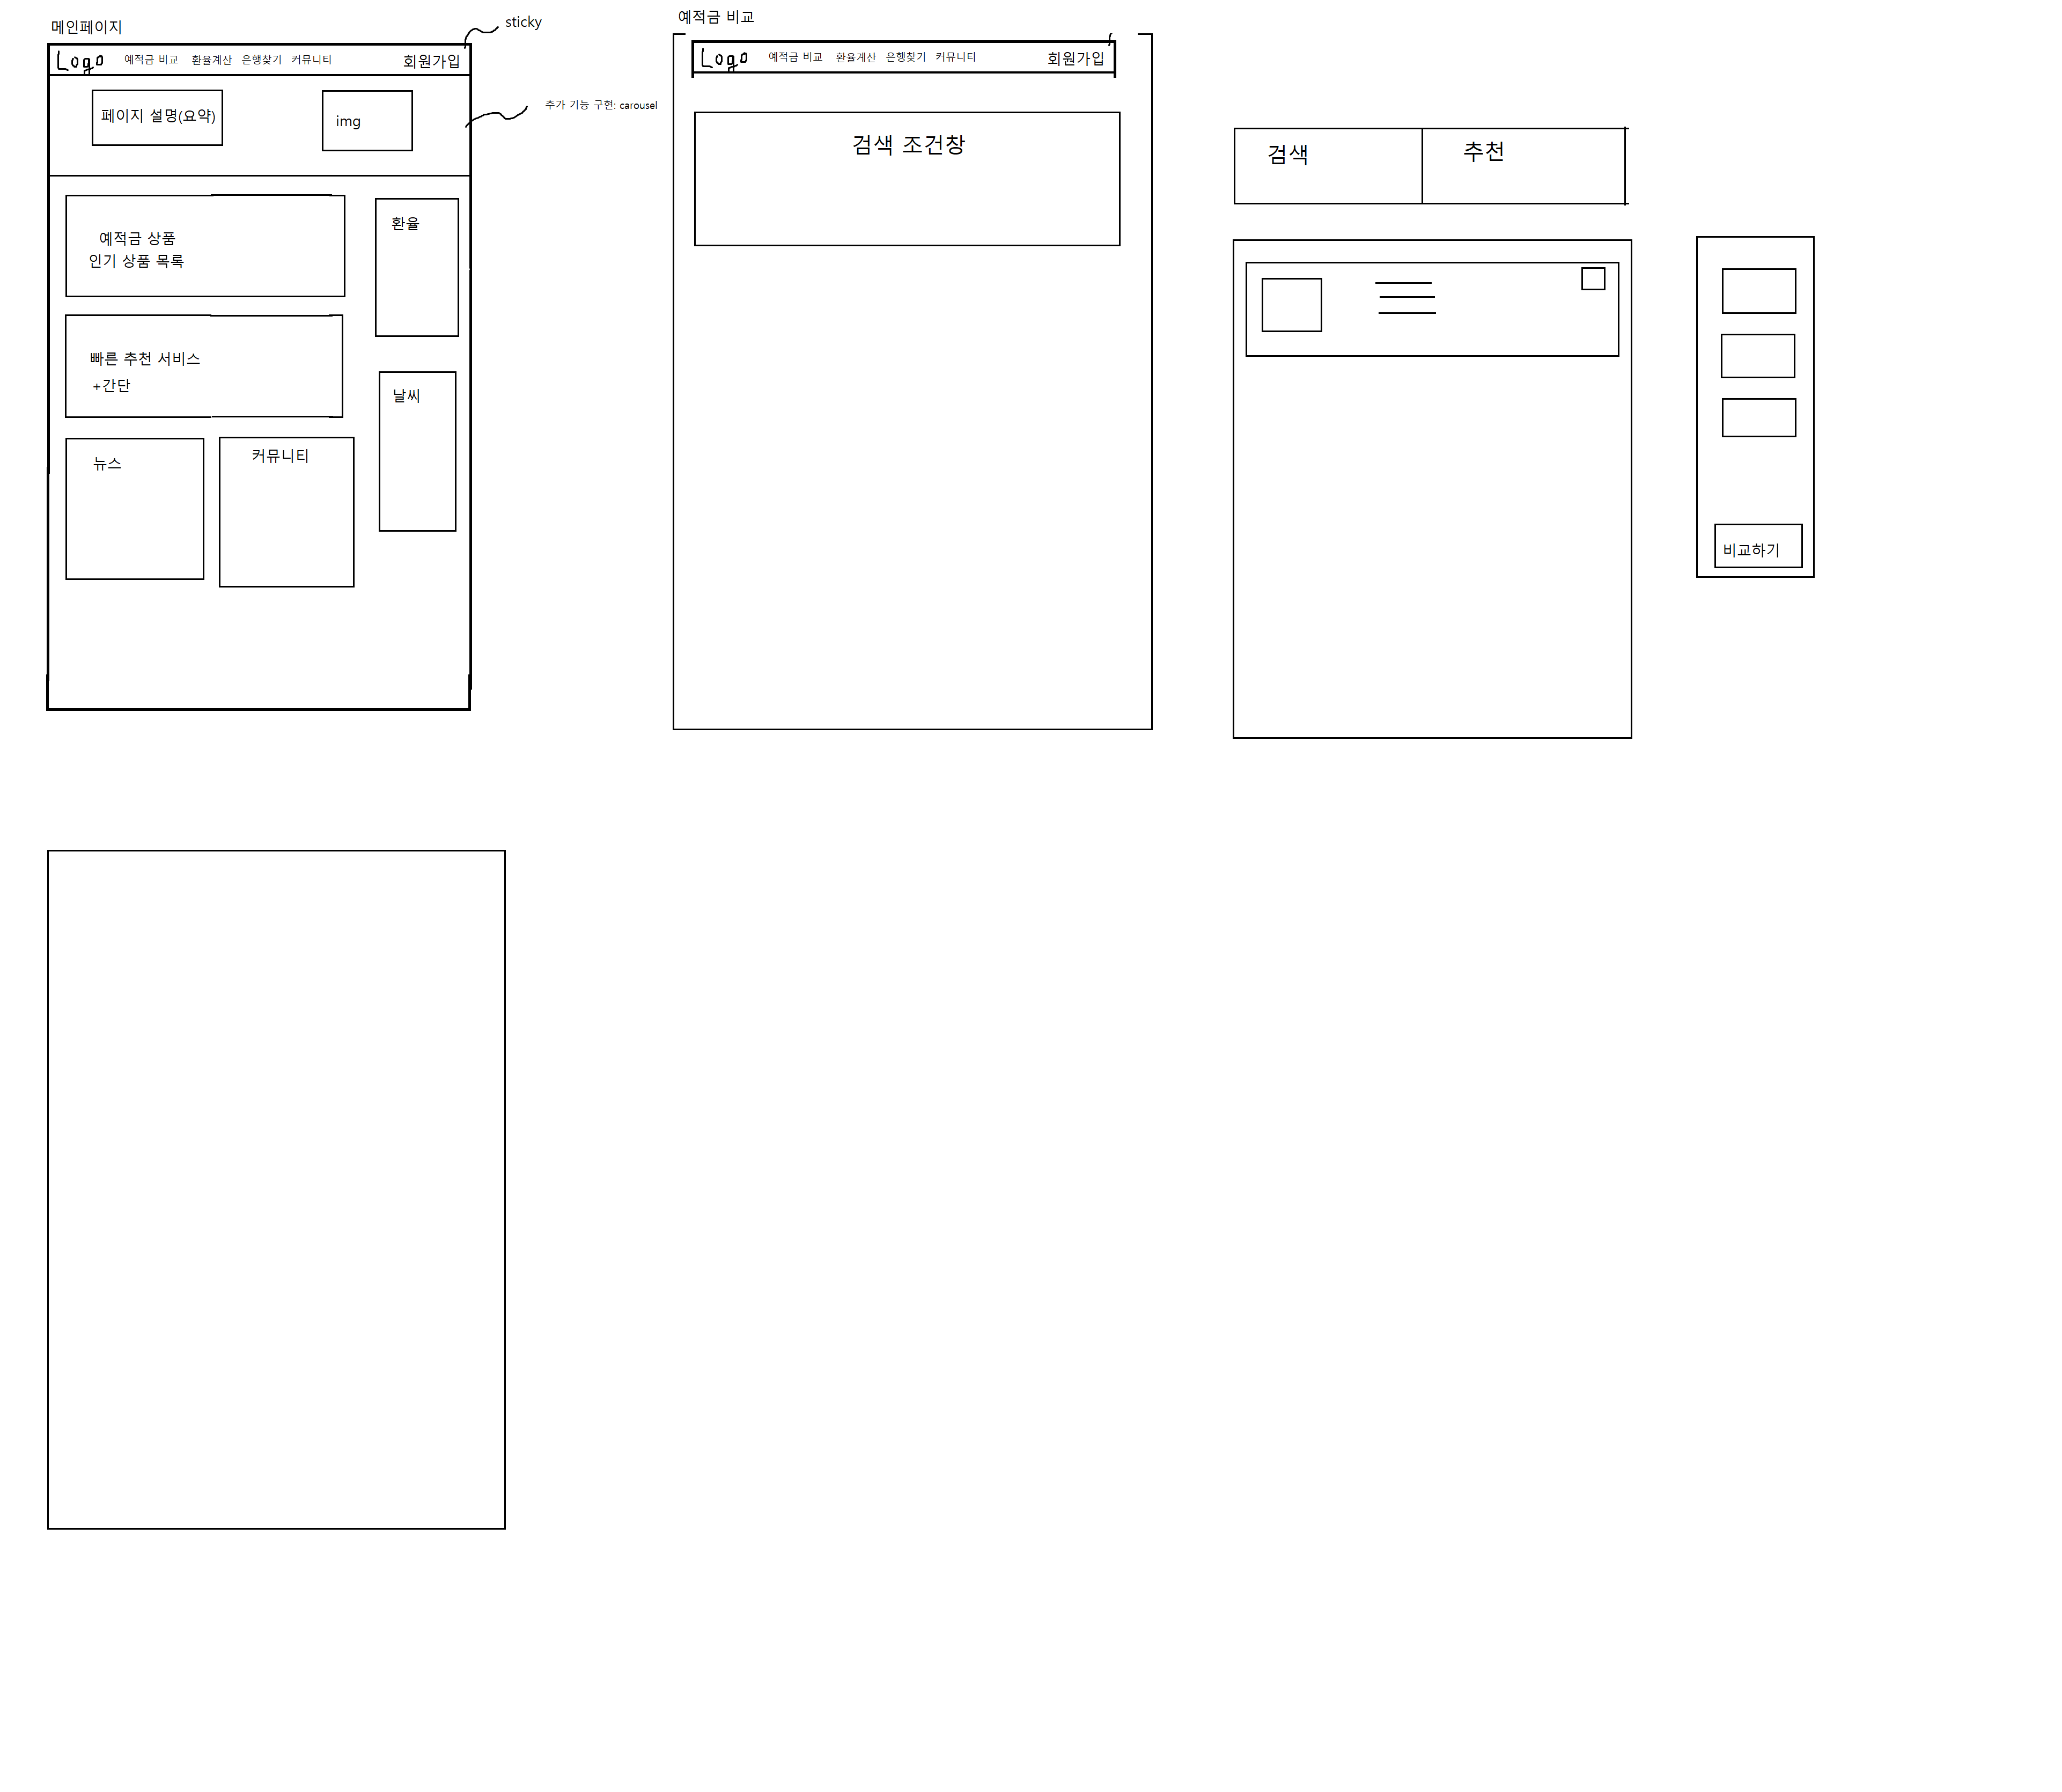 메인페이지
sticky
Logo
예적금 비교 환율계산 은행찾기 커뮤니티
회원가입
추가 기능 구현: carousel
페이지 설명(요약)
img
예적금 상품
인기 상품 목록
환율
빠른 추천 서비스
+간단
날씨
뉴스
커뮤니티
예적금 비교
Logo
예적금 비교 환율계산 은행찾기 커뮤니티
회원가입
검색 조건창
검색
추천
비교하기